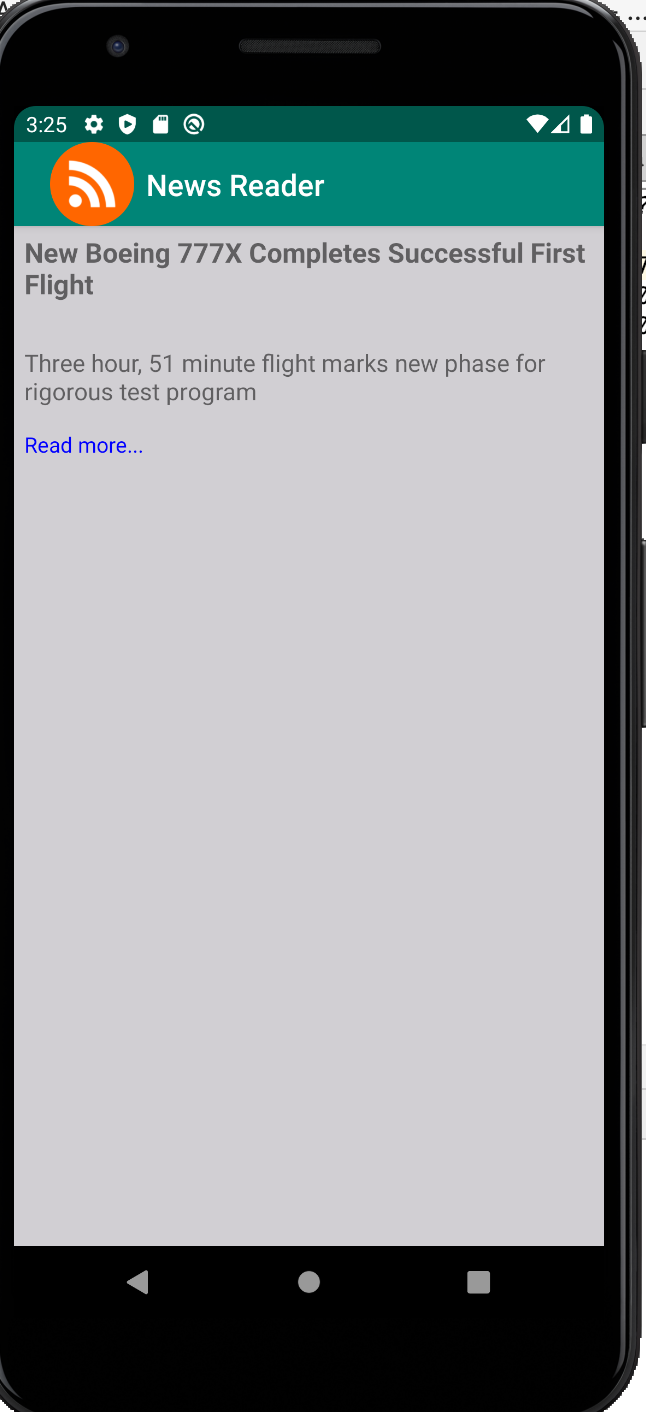 3:25
News Reader
New Boeing 777X Completes Successful First
Flight
Three hour, 51 minute flight marks new phase for
rigorous test program
Read more...